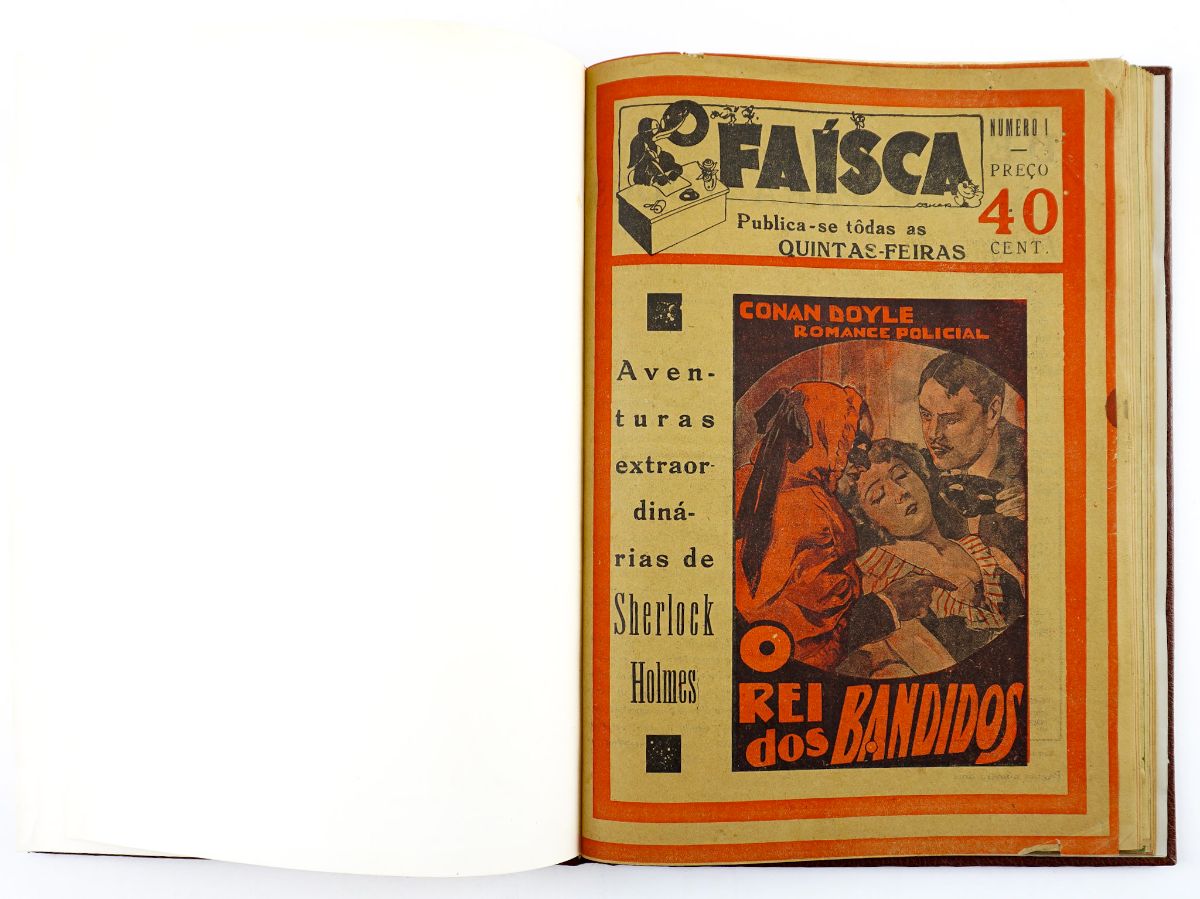 O FAÍSCA
NUMERO 1
PREÇO
40
CENT.
Publica-se tôdas as
QUINTAS-FEIRAS
Aven-
turas
extraor-
diná-
rias de
Sherlock
Holmes
CONAN DOYLE
ROMANCE POLICIAL
O
REI
dos BANDIDOS